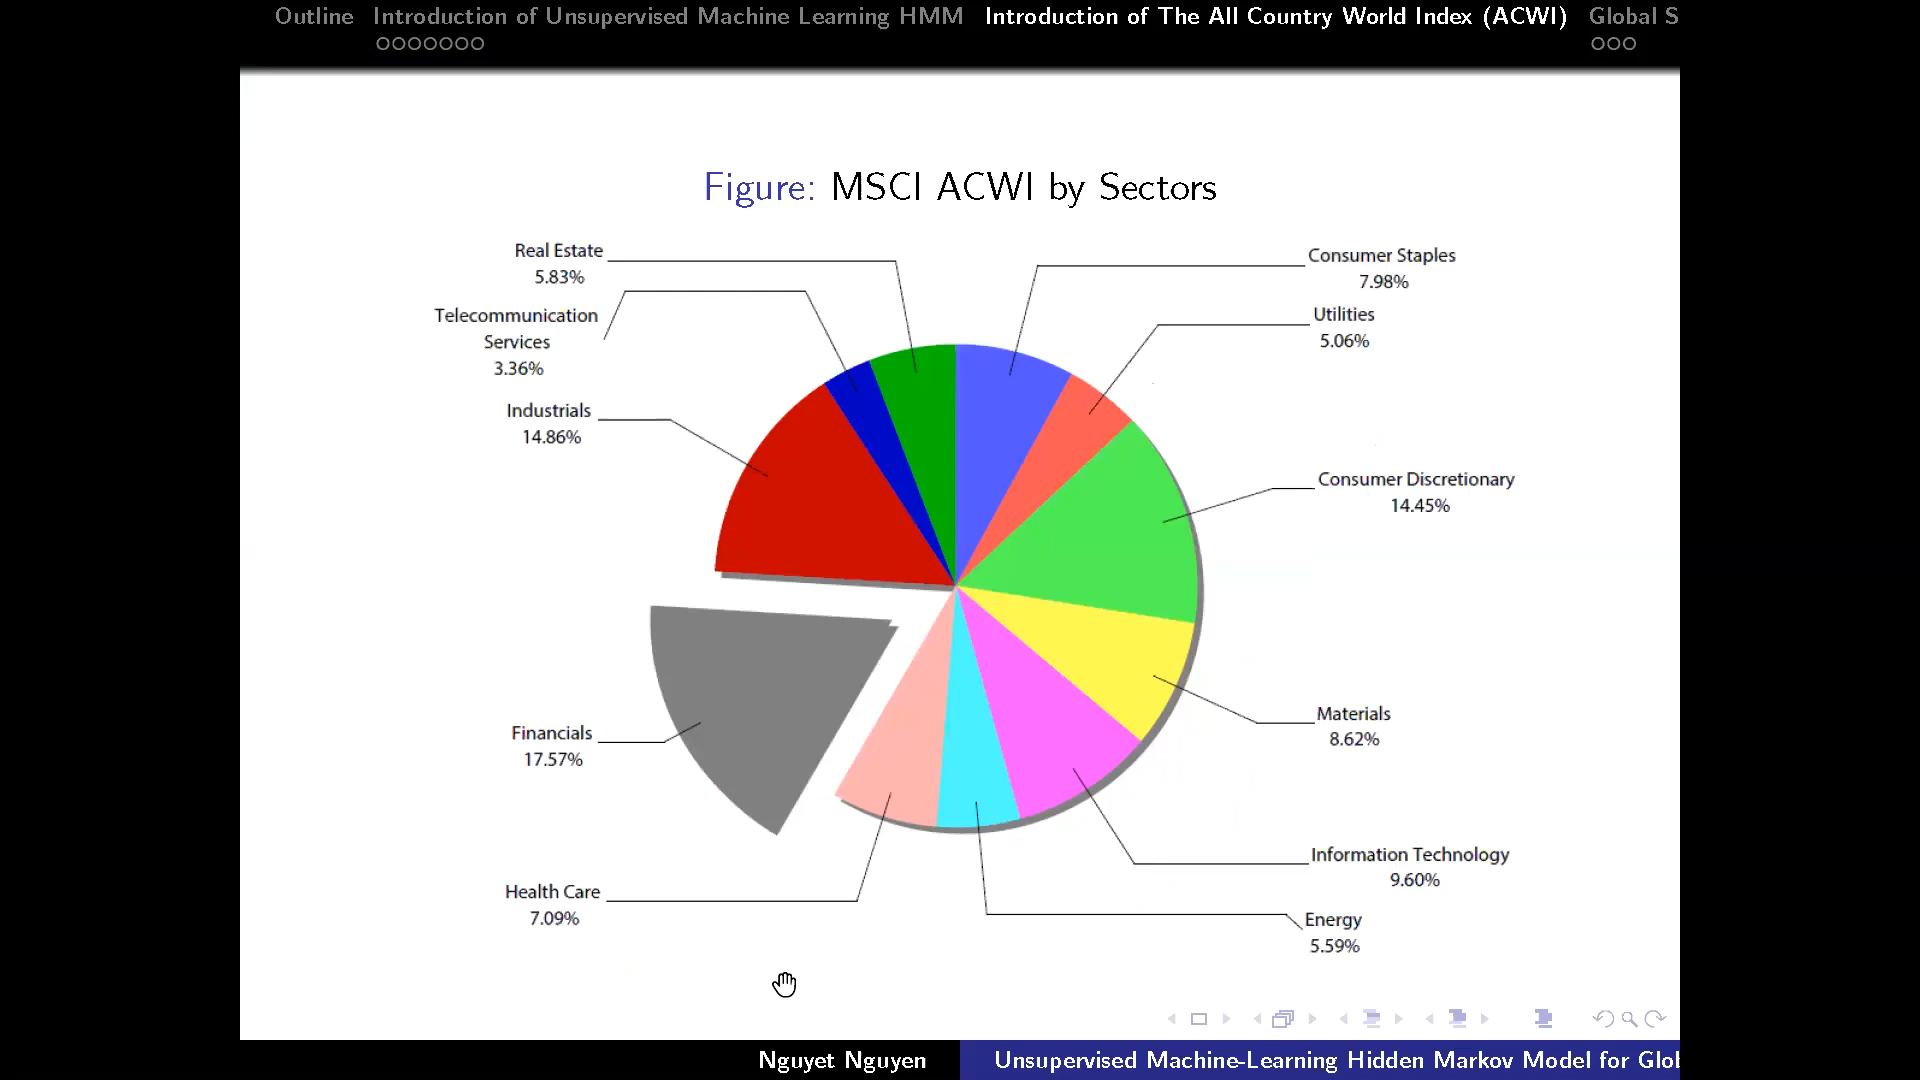 Outline Introduction of Unsupervised Machine Learning HMM Introduction of The All Country World Index (ACWI) Global S
Figure: MSCI ACWI by Sectors
Real Estate
5.83%
Consumer Staples
7.98%
Telecommunication
Services
3.36%
Utilities
5.06%
Industrials
14.86%
Consumer Discretionary
14.45%
Financials
17.57%
Materials
8.62%
Information Technology
9.60%
Health Care
7.09%
Energy
5.59%
Nguyet Nguyen
Unsupervised Machine-Learning Hidden Markov Model for Glob